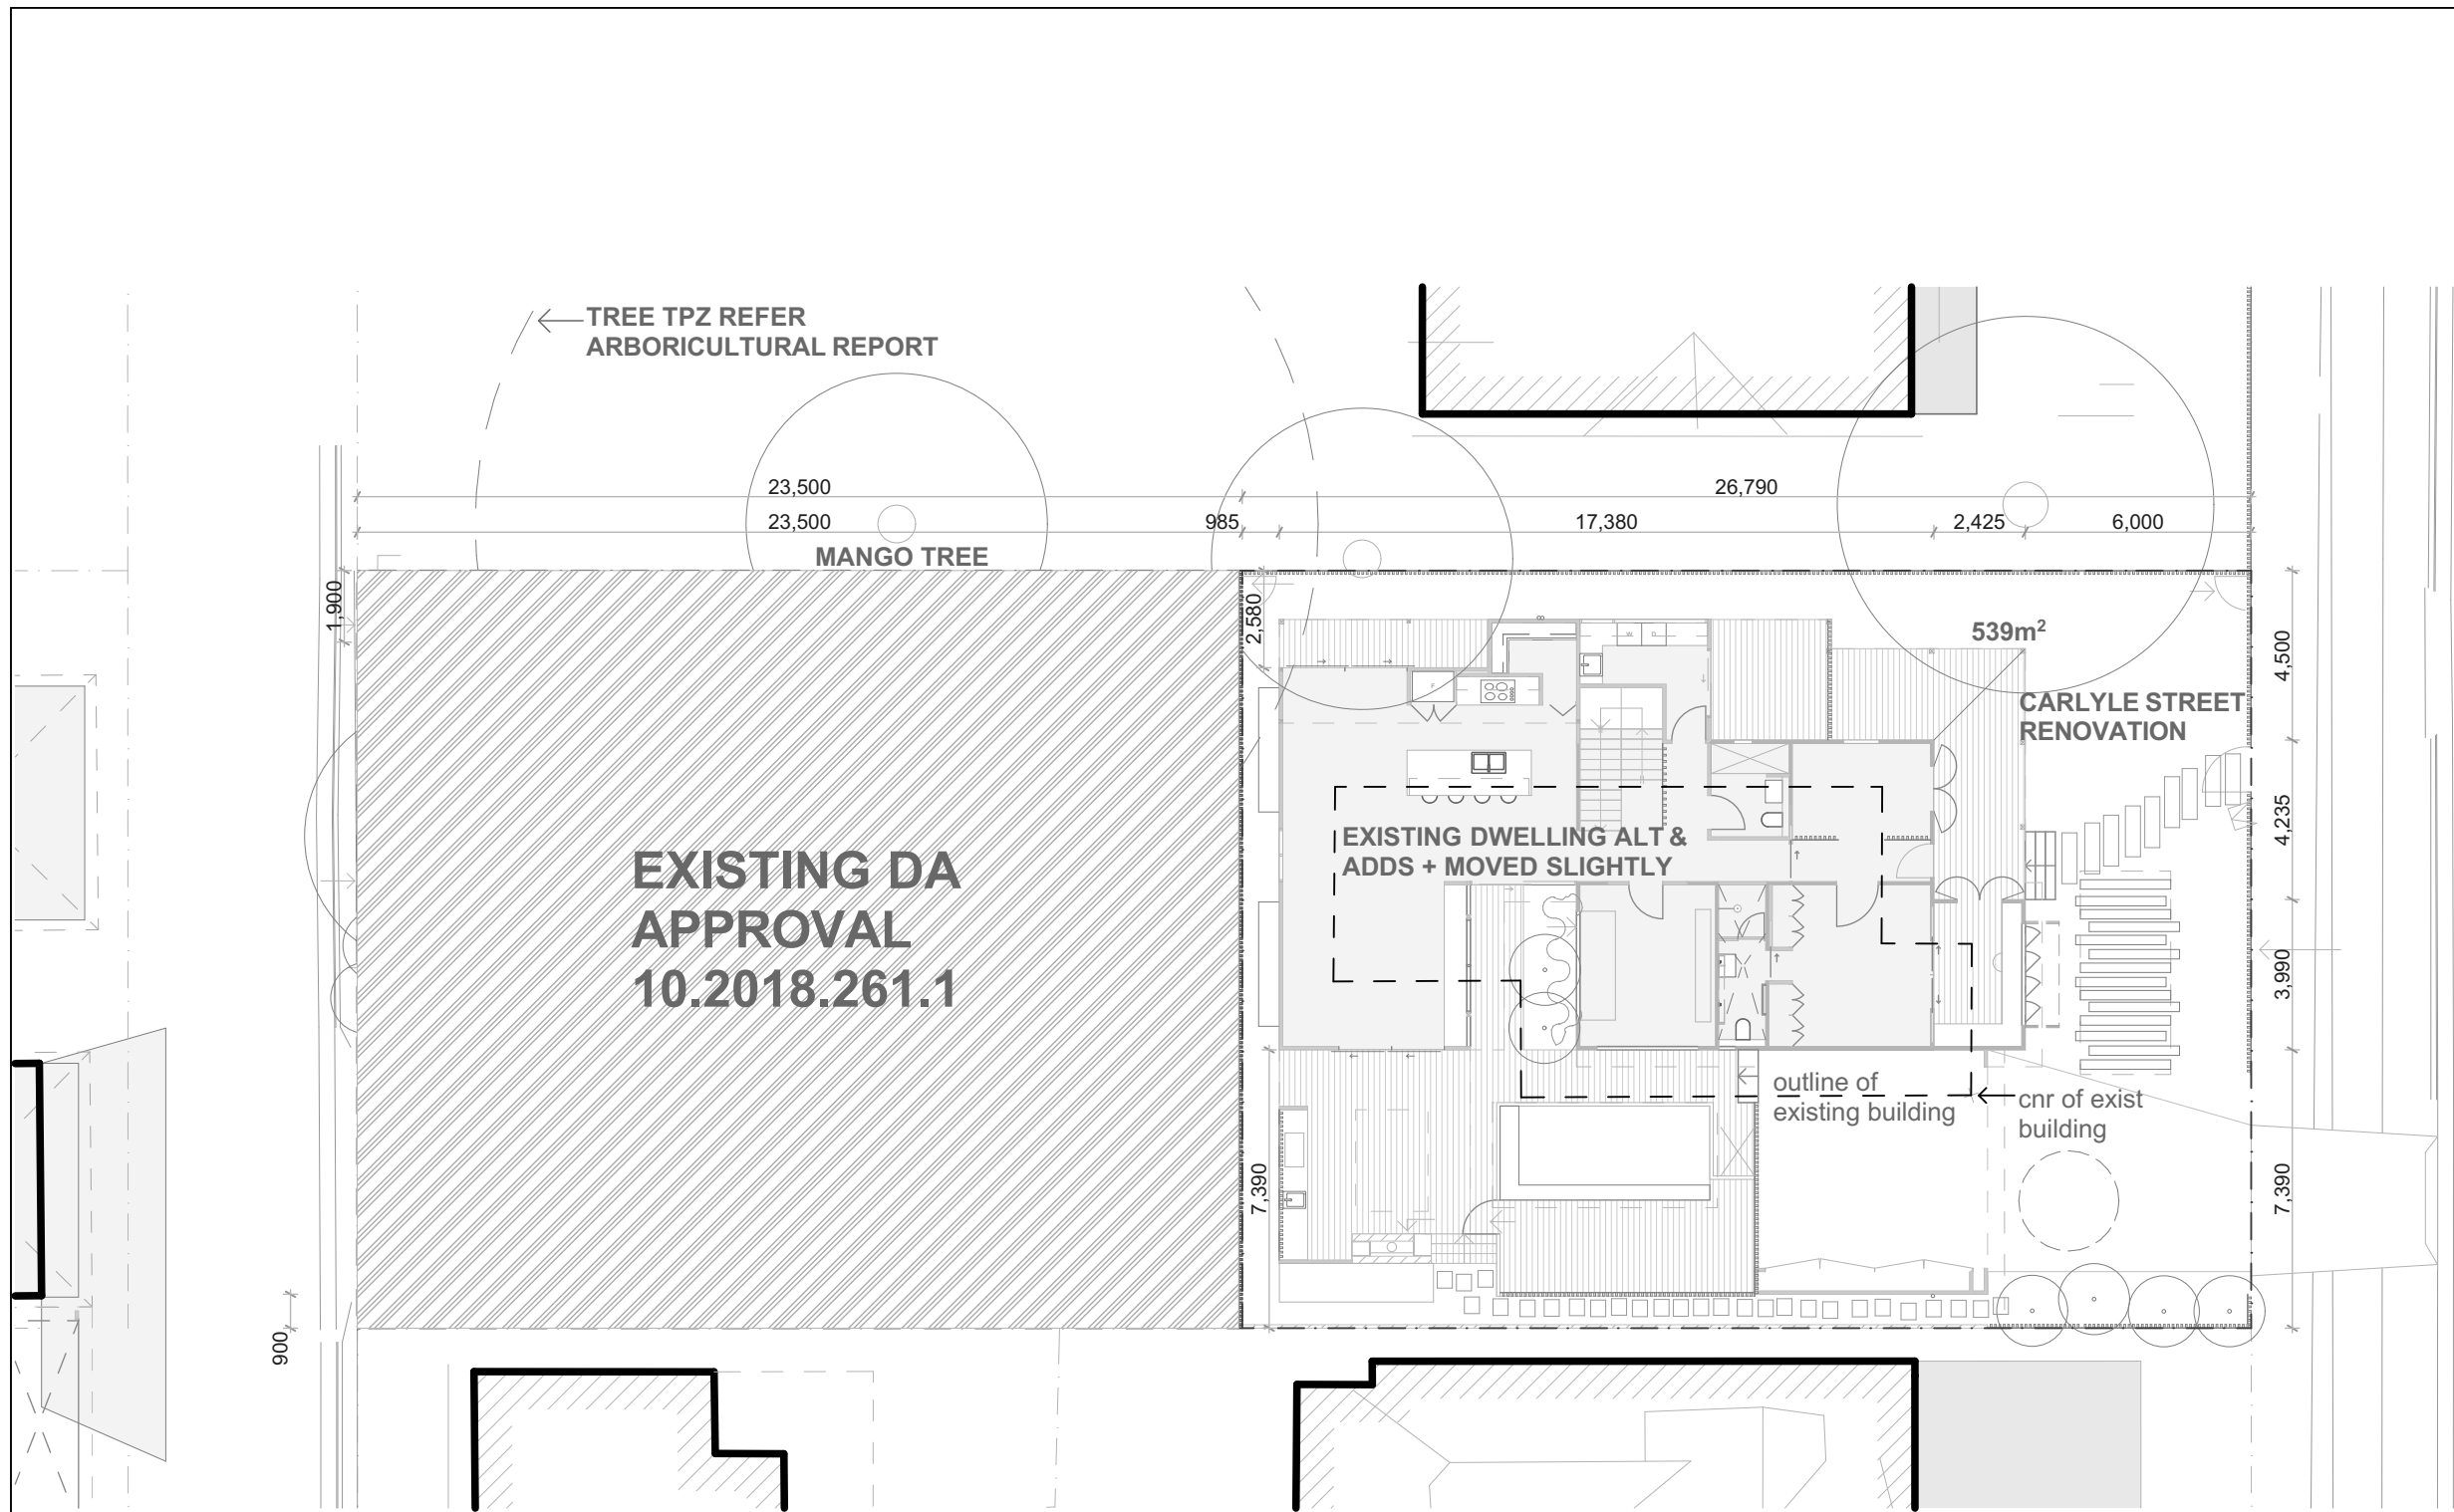 TREE TPZ REFER
ARBORICULTURAL REPORT
23,500
26,790
23,500
985
17,380
2,425
6,000
MANGO TREE
1,900
2,580
539m²
4,500
W D
F
CARLYLE STREET
RENOVATION
4,235
EXISTING DWELLING ALT &
ADDS + MOVED SLIGHTLY
EXISTING DA
APPROVAL
10.2018.261.1
3,990
outline of
existing building
cnr of exist
building
7,390
7,390
900